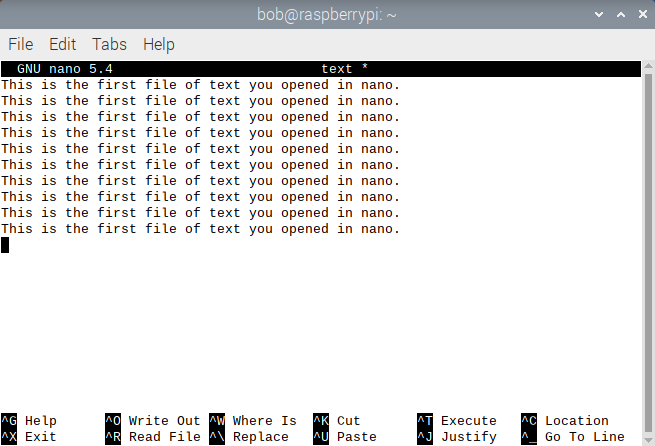 bob@raspberrypi: ~
File Edit Tabs Help
GNU nano 5.4 text *
This is the first file of text you opened in nano.
This is the first file of text you opened in nano.
This is the first file of text you opened in nano.
This is the first file of text you opened in nano.
This is the first file of text you opened in nano.
This is the first file of text you opened in nano.
This is the first file of text you opened in nano.
This is the first file of text you opened in nano.
This is the first file of text you opened in nano.
This is the first file of text you opened in nano.
^G Help ^O Write Out ^W Where Is ^K Cut ^T Execute ^C Location
^X Exit ^R Read File ^\ Replace ^U Paste ^J Justify ^_ Go To Line